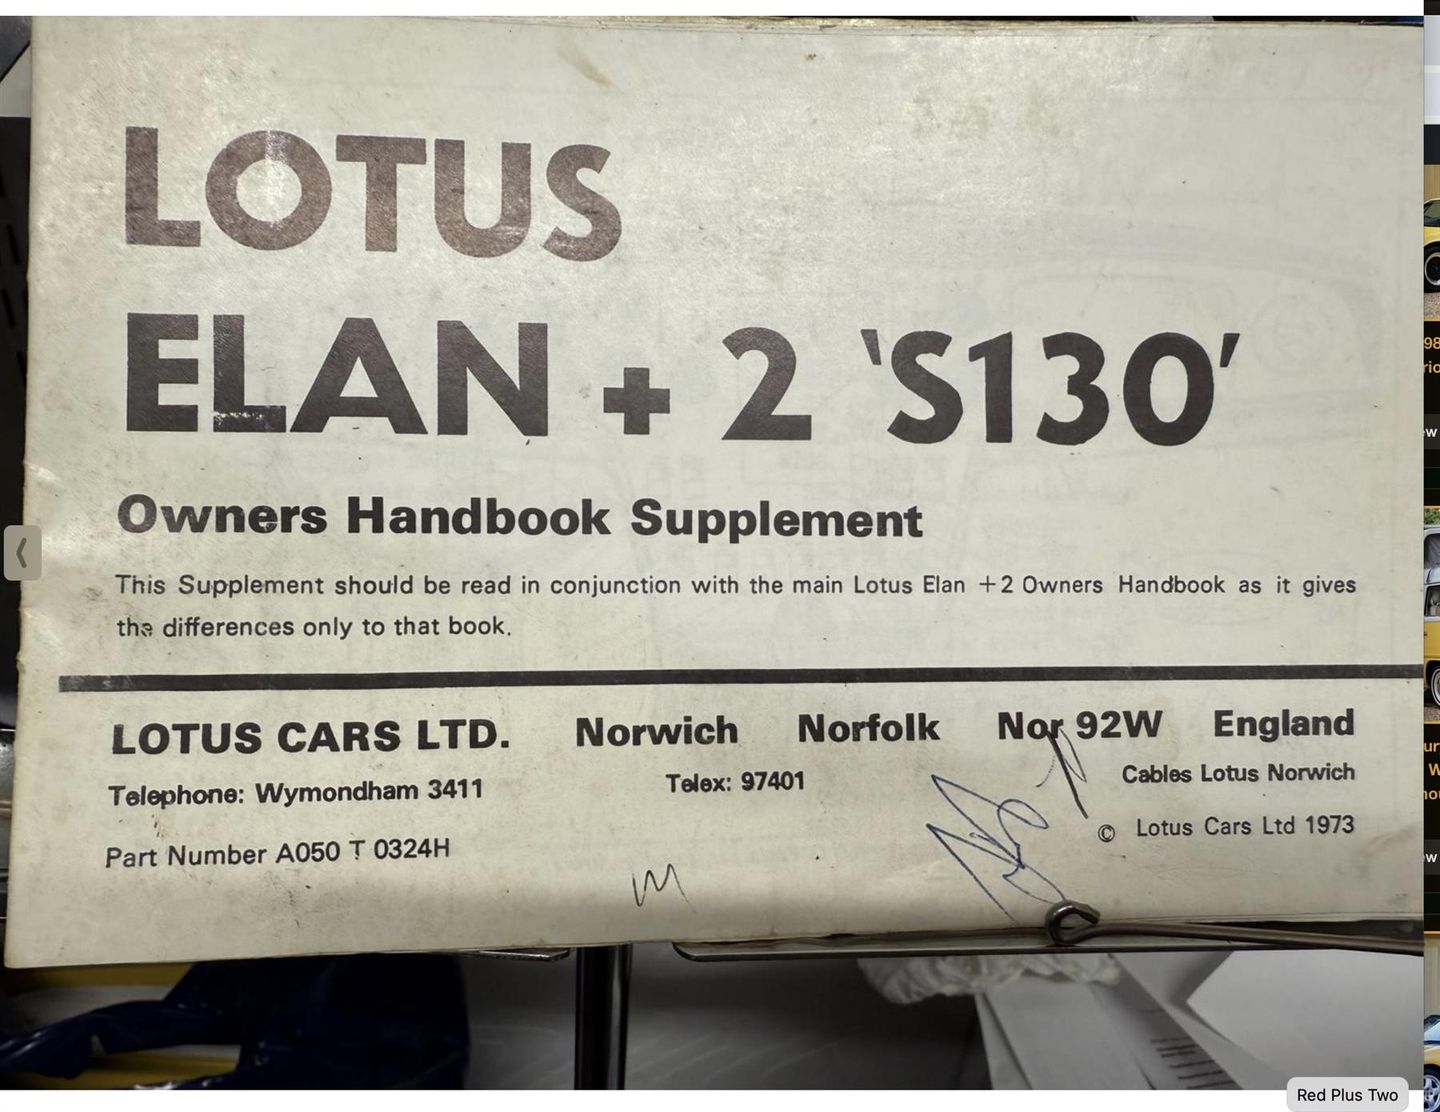 LOTUS
ELAN + 2 'S130'
Owners Handbook Supplement
This Supplement should be read in conjunction with the main Lotus Elan +2 Owners Handbook as it gives
the differences only to that book.
LOTUS CARS LTD. Norwich Norfolk Nor 92W England
Telephone: Wymondham 3411 Telex: 97401 Cables Lotus Norwich
Part Number A050 T 0324H © Lotus Cars Ltd 1973
Red Plus Two